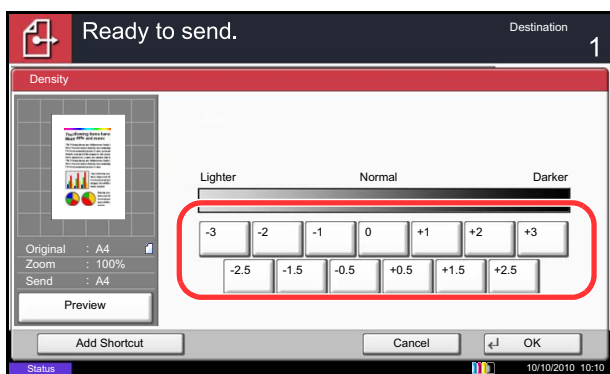 Ready to send.
Destination
1
Density
Lighter Normal Darker
-3 -2 -1 0 +1 +2 +3
-2.5 -1.5 -0.5 +0.5 +1.5 +2.5
Original : A4
Zoom : 100%
Send : A4
Preview
Add Shortcut Cancel OK
Status 10/10/2010 10:10